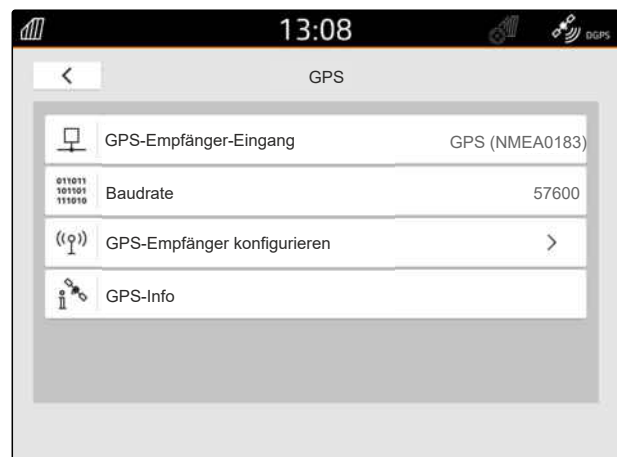 13:08
DGPS
GPS
GPS-Empfänger-Eingang GPS (NMEA0183)
011011
101101
111010
Baudrate 57600
GPS-Empfänger konfigurieren
GPS-Info